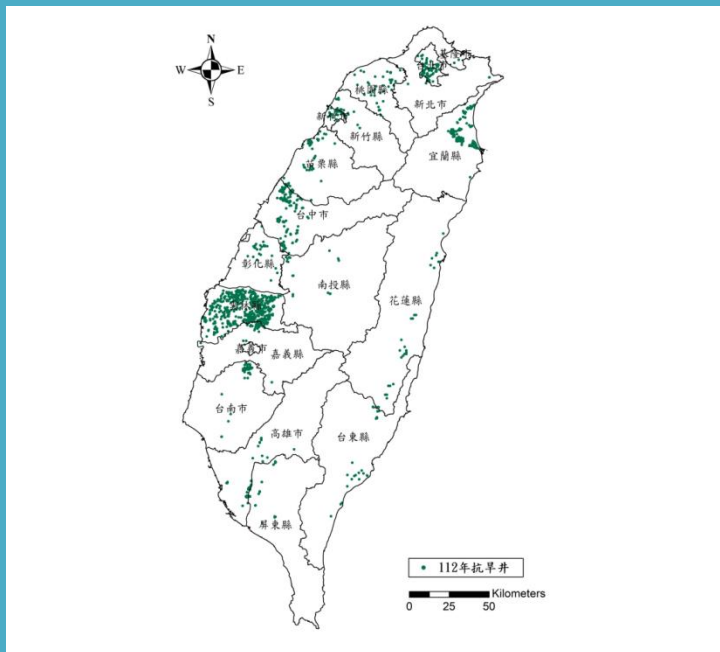 N
W E
S
基隆市
桃園縣
新北市
新竹縣
宜蘭縣
苗栗縣
台中市
彰化縣
南投縣
花蓮縣
嘉義市
嘉義縣
台南市
高雄市
台東縣
屏東縣
112年抗旱井
Kilometers
0 25 50